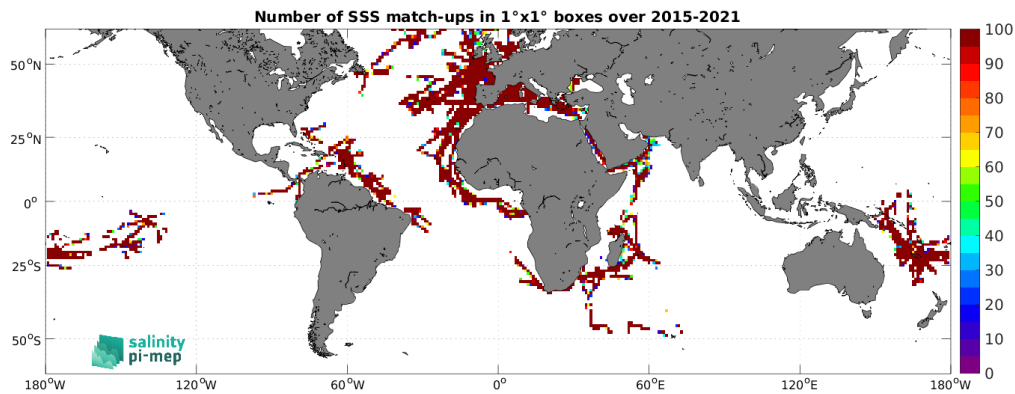 Number of SSS match-ups in 1°x1° boxes over 2015-2021
50°N
25°N
0°
25°S
50°S
180°W
120°W
60°W
0°
60°E
120°E
180°W
100
90
80
70
60
50
40
30
20
10
0
salinity
pi-mep